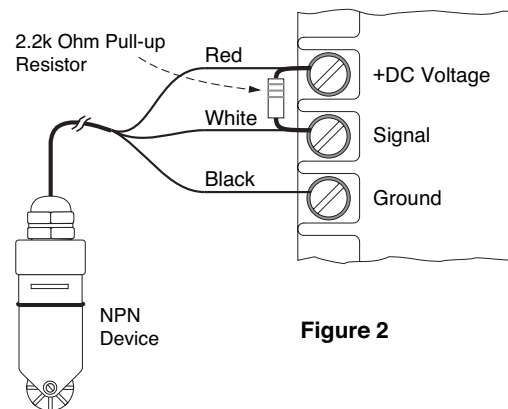 2.2k Ohm Pull-up
Resistor
Red
+DC Voltage
White
Signal
Black
Ground
NPN
Device
Figure 2